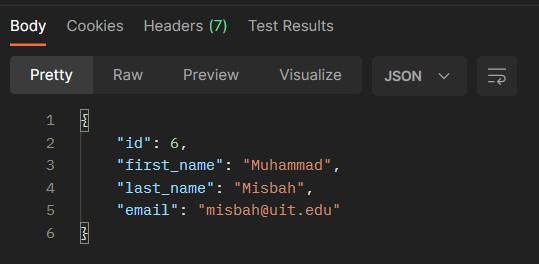 Body Cookies Headers (7) Test Results
Pretty Raw Preview Visualize JSON
1 {
2 "id": 6,
3 "first_name": "Muhammad",
4 "last_name": "Misbah",
5 "email": "misbah@uit.edu"
6 }